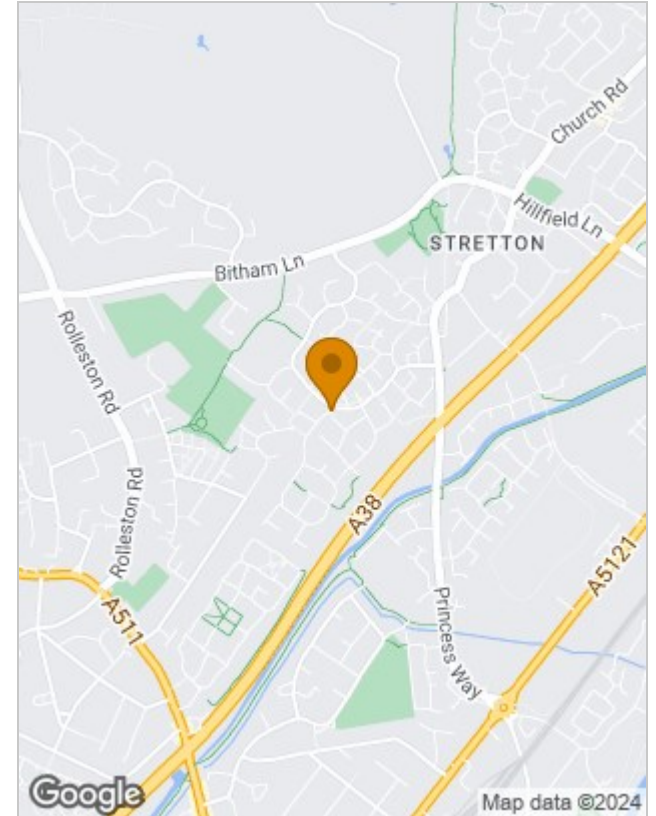 Church Rd
Hillfield Ln
STRETTON
Bitham Ln
Rolleston Rd
Rolleston Rd
A38
A5121
A511
Princess Way
Google
Map data ©2024